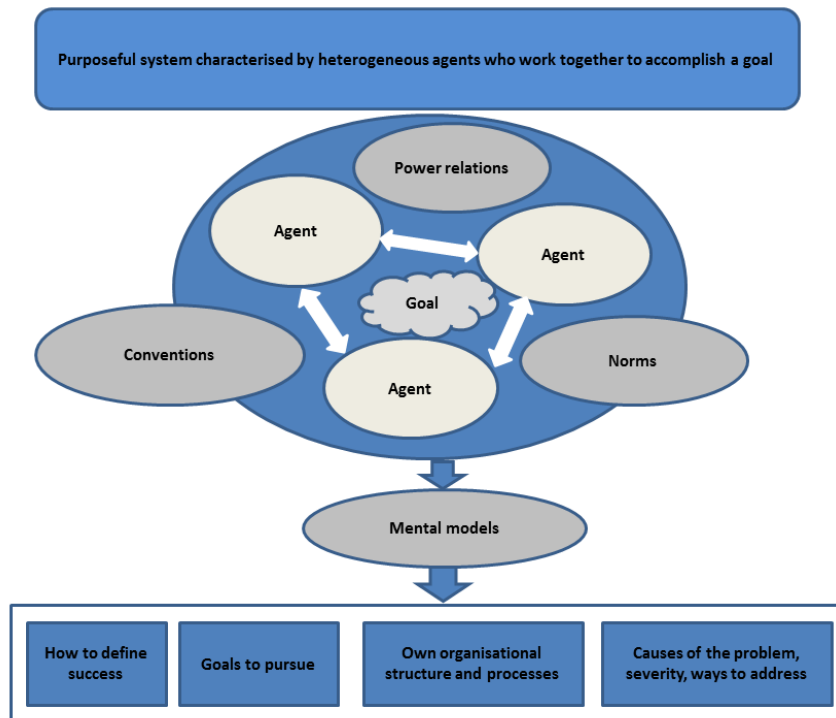 Purposeful system characterised by heterogeneous agents who work together to accomplish a goal
Power relations
Agent
Agent
Goal
Conventions
Norms
Agent
Mental models
How to define
success
Goals to pursue
Own organisational
structure and processes
Causes of the problem,
severity, ways to address